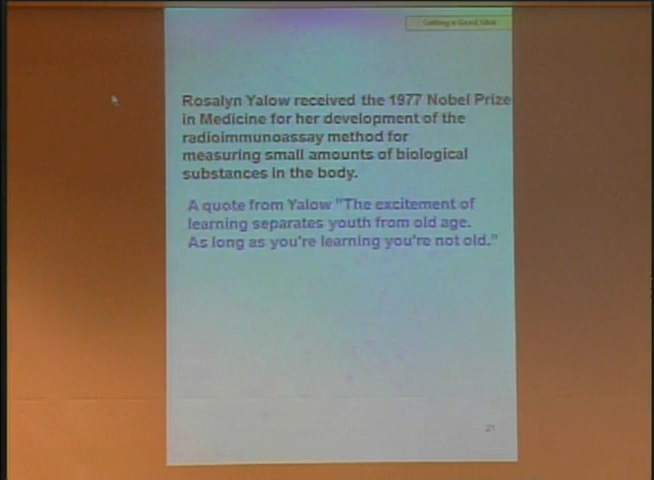 Getting a Good Idea
Rosalyn Yalow received the 1977 Nobel Prize
in Medicine for her development of the
radioimmunoassay method for
measuring small amounts of biological
substances in the body.
A quote from Yalow "The excitement of
learning separates youth from old age.
As long as you're learning you're not old."
21